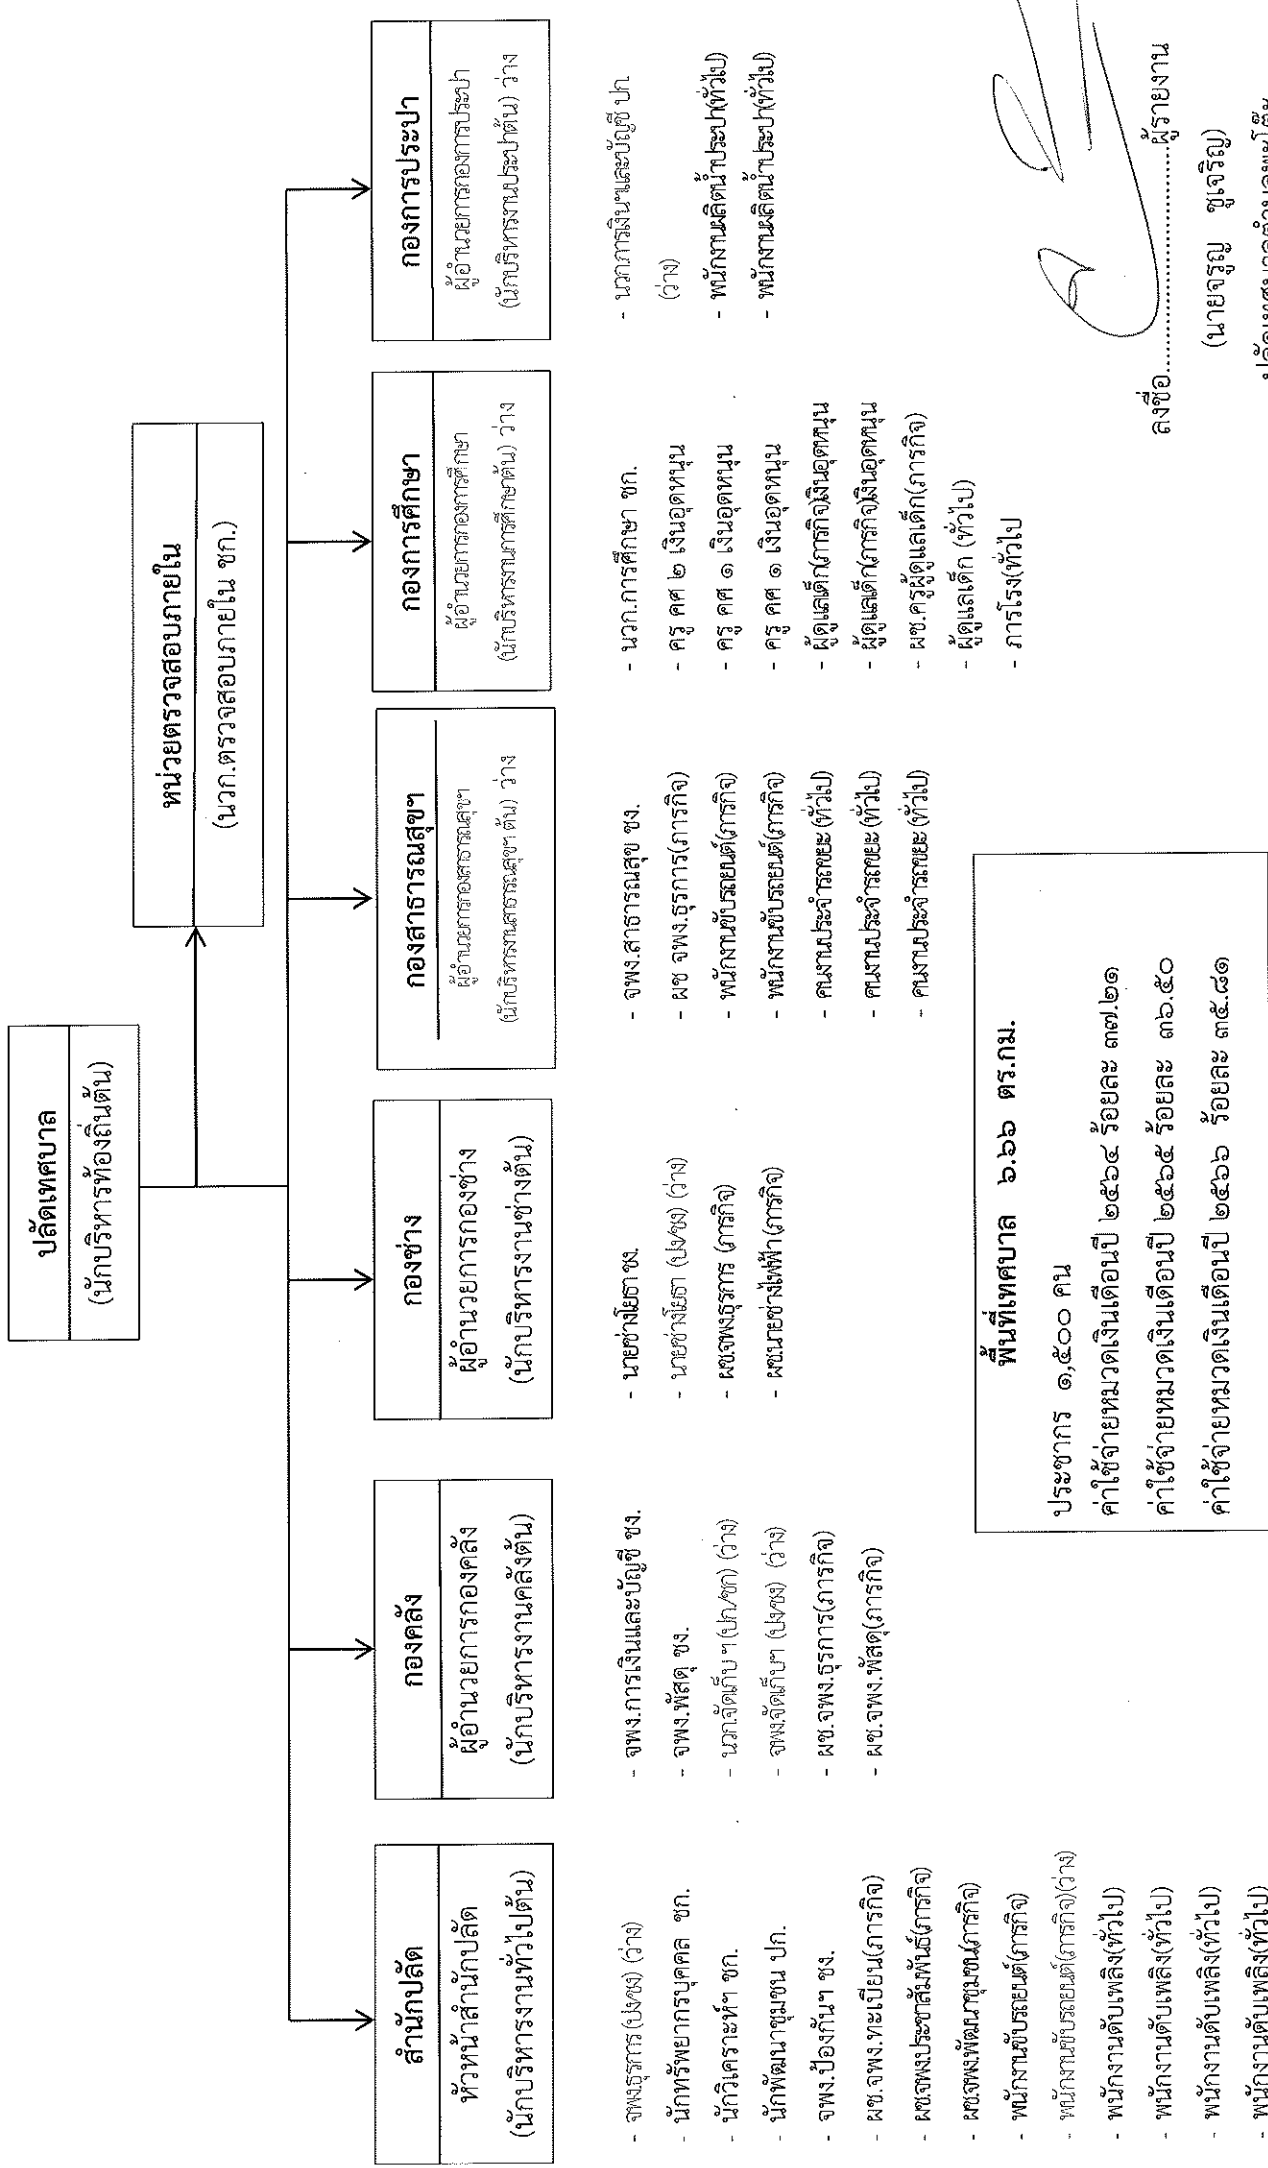 ปลัดเทศบาล
(นักบริหารท้องถิ่นต้น)
หน่วยตรวจสอบภายใน
(นวก.ตรวจสอบภายใน ชก.)
สำนักปลัด
หัวหน้าสำนักปลัด
(นักบริหารงานทั่วไปต้น)
- จพง.ธุรการ (ปง/ชง) (ว่าง)
- นักทรัพยากรบุคคล ชก.
- นักวิเคราะห์ฯ ชก.
- นักพัฒนาชุมชน ปก.
- จพง.ป้องกันฯ ชง.
- ผช.จพง.ทะเบียน(ภารกิจ)
- ผช.จพง.ประชาสัมพันธ์(ภารกิจ)
- ผช.จพง.พัฒนาชุมชน(ภารกิจ)
- พนักงานขับรถยนต์(ภารกิจ)
- พนักงานขับรถยนต์(ภารกิจ)(ว่าง)
- พนักงานดับเพลิง(ทั่วไป)
- พนักงานดับเพลิง(ทั่วไป)
- พนักงานดับเพลิง(ทั่วไป)
- พนักงานดับเพลิง(ทั่วไป)
กองคลัง
ผู้อำนวยการกองคลัง
(นักบริหารงานคลังต้น)
- จพง.การเงินและบัญชี ชง.
- จพง.พัสดุ ชง.
- นวก.จัดเก็บ ฯ (ปก/ชก) (ว่าง)
- จพง.จัดเก็บฯ (ปง/ชง) (ว่าง)
- ผช.จพง.ธุรการ(ภารกิจ)
- ผช.จพง.พัสดุ(ภารกิจ)
กองช่าง
ผู้อำนวยการกองช่าง
(นักบริหารงานช่างต้น)
- นายช่างโยธา ชง.
- นายช่างโยธา (ปง/ชง) (ว่าง)
- ผช.จพง.ธุรการ (ภารกิจ)
- ผช.นายช่างไฟฟ้า (ภารกิจ)
กองสาธารณสุขฯ
ผู้อำนวยการกองสาธารณสุขฯ
(นักบริหารงานสาธารณสุขฯ ต้น) ว่าง
- จพง.สาธารณสุข ชง.
- ผช จพง.ธุรการ(ภารกิจ)
- พนักงานขับรถยนต์(ภารกิจ)
- พนักงานขับรถยนต์(ภารกิจ)
- คนงานประจำรถขยะ (ทั่วไป)
- คนงานประจำรถขยะ (ทั่วไป)
- คนงานประจำรถขยะ (ทั่วไป)
กองการศึกษา
ผู้อำนวยการกองการศึกษา
(นักบริหารงานการศึกษาต้น) ว่าง
- นวก.การศึกษา ชก.
- ครู คศ ๒ เงินอุดหนุน
- ครู คศ ๑ เงินอุดหนุน
- ครู คศ ๑ เงินอุดหนุน
- ผู้ดูแลเด็ก(ภารกิจ)เงินอุดหนุน
- ผู้ดูแลเด็ก(ภารกิจ)เงินอุดหนุน
- ผช.ครูผู้ดูแลเด็ก(ภารกิจ)
- ผู้ดูแลเด็ก (ทั่วไป)
- ภารโรง(ทั่วไป
กองการประปา
ผู้อำนวยการกองการประปา
(นักบริหารงานประปาต้น) ว่าง
- นวก.การเงินฯและบัญชี ปก.
(ว่าง)
- พนักงานผลิตน้ำประปา(ทั่วไป)
- พนักงานผลิตน้ำประปา(ทั่วไป)
พื้นที่เทศบาล ๖.๖๖ ตร.กม.
ประชากร ๑,๕๐๐ คน
ค่าใช้จ่ายหมวดเงินเดือนปี ๒๕๖๔ ร้อยละ ๓๗.๒๑
ค่าใช้จ่ายหมวดเงินเดือนปี ๒๕๖๕ ร้อยละ ๓๖.๕๐
ค่าใช้จ่ายหมวดเงินเดือนปี ๒๕๖๖ ร้อยละ ๓๕.๘๑
ลงชื่อ..............................ผู้รายงาน
(นายจรูญ ชูเจริญ)